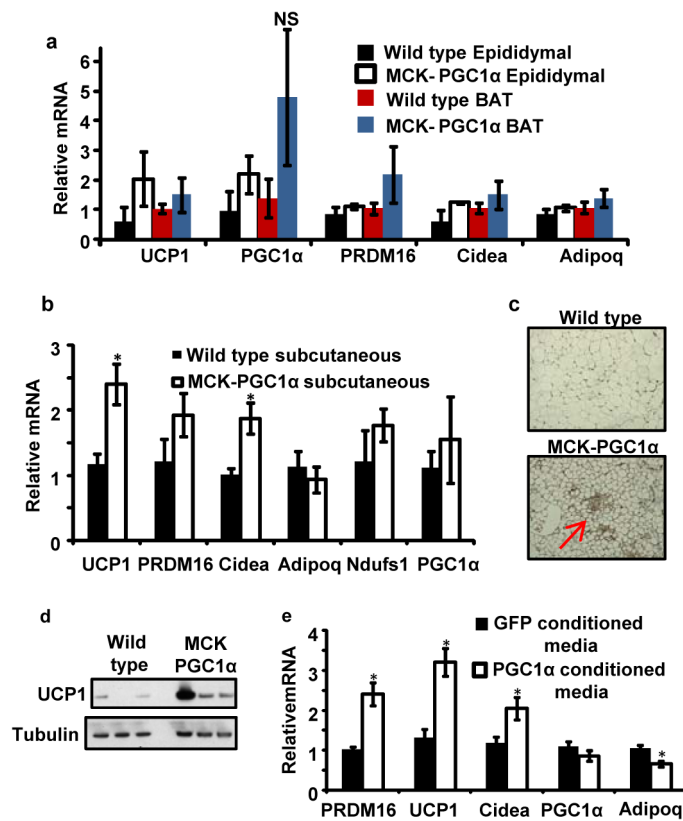 a
NS
Wild type Epididymal
MCK- PGC1α Epididymal
Wild type BAT
MCK- PGC1α BAT
Relative mRNA
6
5
4
3
2
1
0
UCP1 PGC1α PRDM16 Cidea Adipoq
b
Wild type subcutaneous
MCK-PGC1α subcutaneous
Relative mRNA
3
2
1
0
* *
UCP1 PRDM16 Cidea Adipoq Ndufs1 PGC1α
c
Wild type
MCK-PGC1α
d
Wild type
MCK PGC1α
UCP1
Tubulin
e
GFP conditioned media
PGC1α conditioned media
RelativemRNA
4
3
2
1
0
* * * *
PRDM16 UCP1 Cidea PGC1α Adipoq